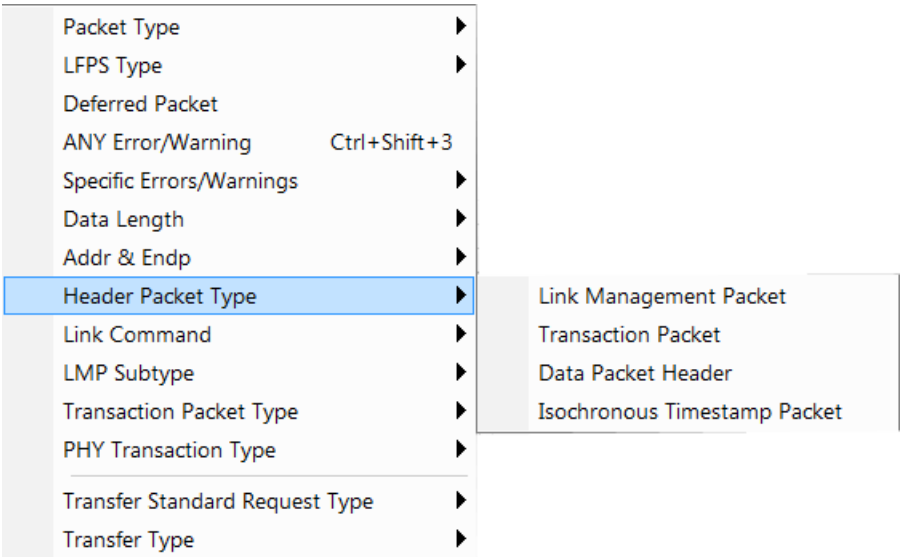 Packet Type
LFPS Type
Deferred Packet
ANY Error/Warning Ctrl+Shift+3
Specific Errors/Warnings
Data Length
Addr & Endp
Header Packet Type
Link Command
LMP Subtype
Transaction Packet Type
PHY Transaction Type
Transfer Standard Request Type
Transfer Type
Link Management Packet
Transaction Packet
Data Packet Header
Isochronous Timestamp Packet